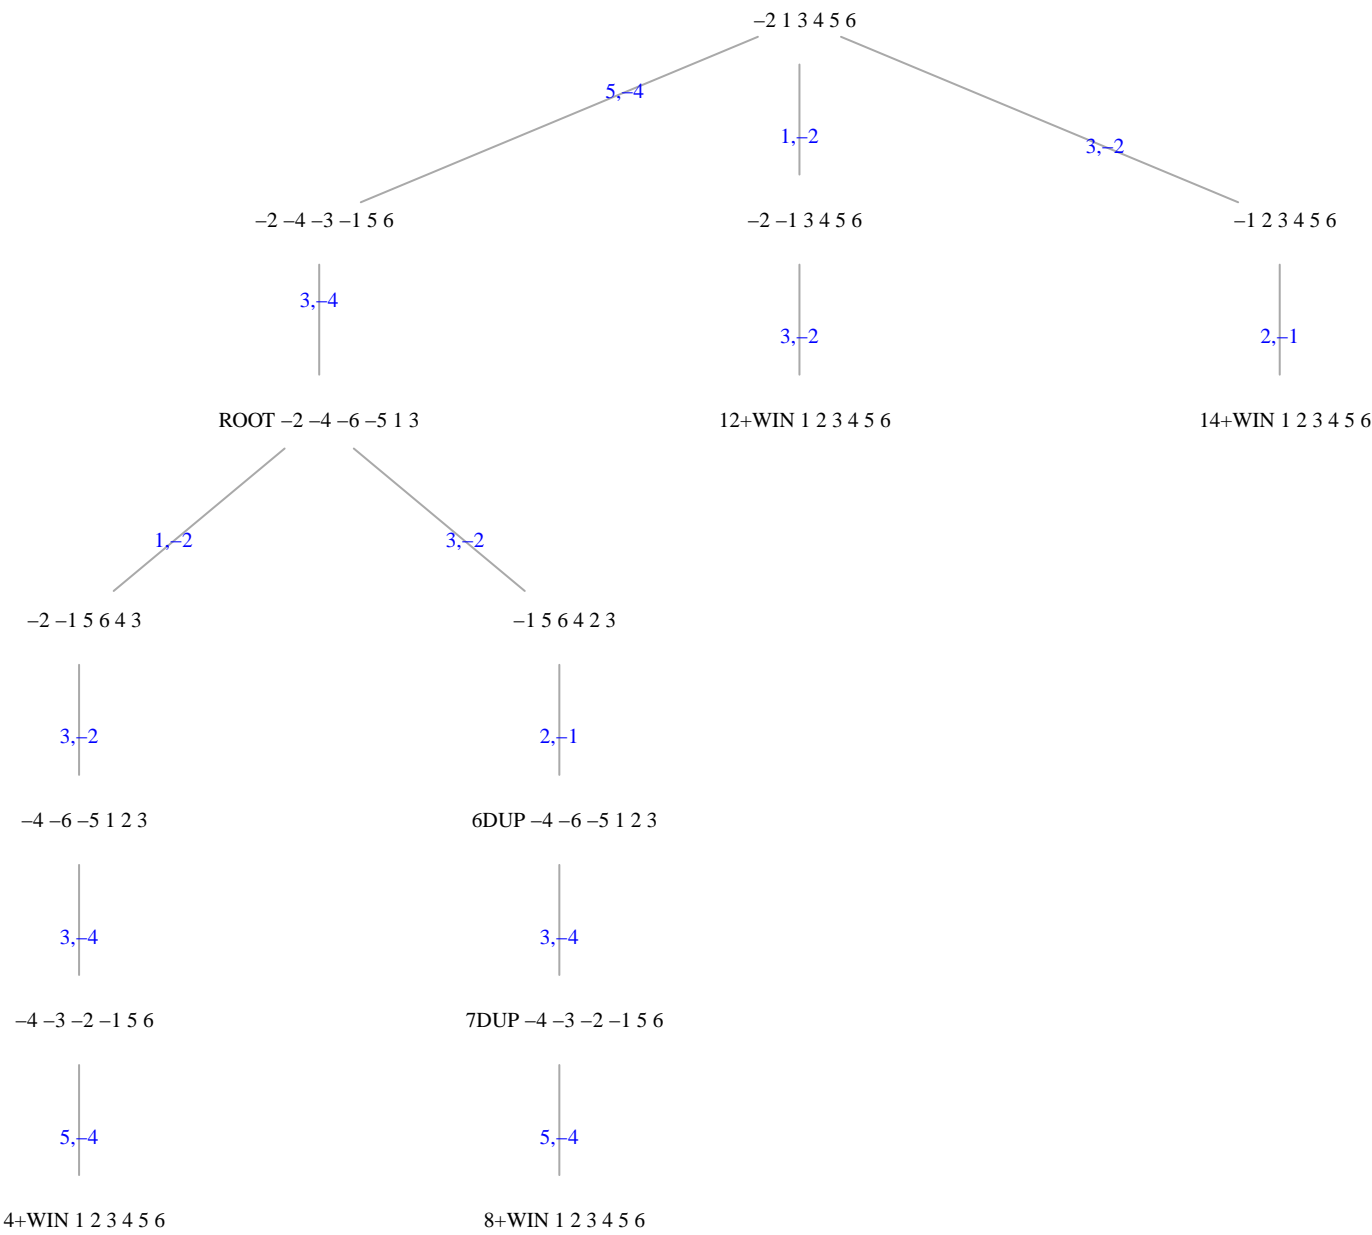 –2 1 3 4 5 6
5,–4
1,–2
3,–2
–2 –4 –3 –1 5 6
–2 –1 3 4 5 6
–1 2 3 4 5 6
3,–4
3,–2
2,–1
ROOT –2 –4 –6 –5 1 3
12+WIN 1 2 3 4 5 6
14+WIN 1 2 3 4 5 6
1,–2
3,–2
–2 –1 5 6 4 3
–1 5 6 4 2 3
3,–2
2,–1
–4 –6 –5 1 2 3
6DUP –4 –6 –5 1 2 3
3,–4
3,–4
–4 –3 –2 –1 5 6
7DUP –4 –3 –2 –1 5 6
5,–4
5,–4
4+WIN 1 2 3 4 5 6
8+WIN 1 2 3 4 5 6